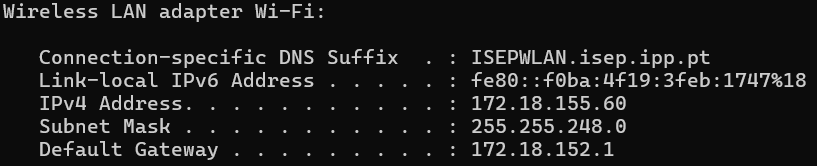 Wireless LAN adapter Wi-Fi:
Connection-specific DNS Suffix  . : ISEPWLAN.isep.ipp.pt
Link-local IPv6 Address . . . . . : fe80::f0ba:4f19:3feb:1747%18
IPv4 Address. . . . . . . . . . . : 172.18.155.60
Subnet Mask . . . . . . . . . . . : 255.255.248.0
Default Gateway . . . . . . . . . : 172.18.152.1